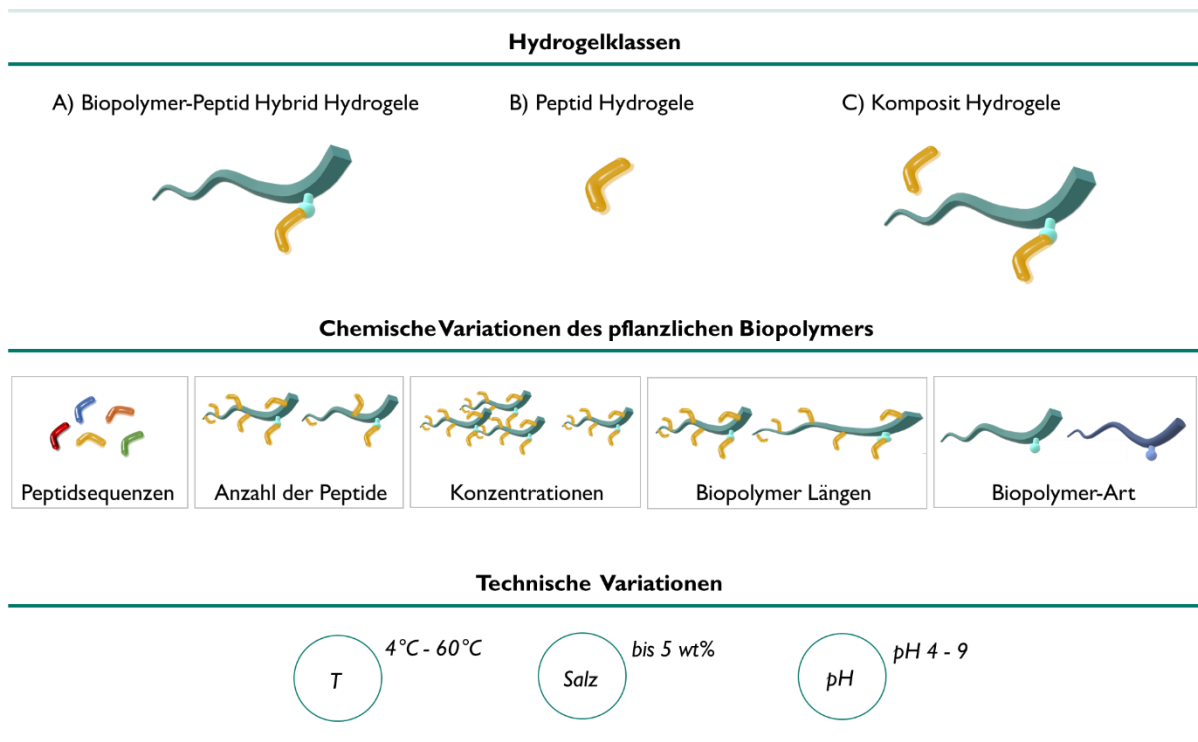 Hydrogelklassen
A) Biopolymer-Peptid Hybrid Hydrogele
B) Peptid Hydrogele
C) Komposit Hydrogele
Chemische Variationen des pflanzlichen Biopolymers
Peptidsequenzen
Anzahl der Peptide
Konzentrationen
Biopolymer Längen
Biopolymer-Art
Technische Variationen
T
4°C - 60°C
Salz
bis 5 wt%
pH
pH 4 - 9